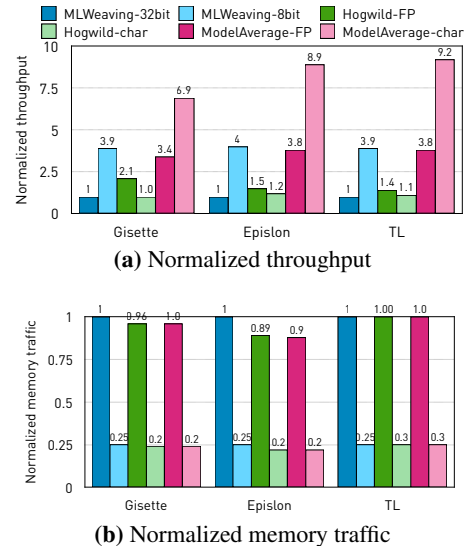 MLWeaving-32bit MLWeaving-8bit Hogwild-FP
Hogwild-char ModelAverage-FP ModelAverage-char
Normalized throughput
10
7.5
5
2.5
0
1 3.9 2.1 1.0 3.4 6.9
1 4 1.5 1.2 3.8 8.9
1 3.9 1.4 1.1 3.8 9.2
Gisette Epislon TL
(a) Normalized throughput
Normalized memory traffic
1
0.75
0.5
0.25
0
1 0.25 0.96 0.2 1.0 0.2
1 0.25 0.89 0.2 0.9 0.2
1 0.25 1.00 0.3 1.0 0.3
Gisette Epislon TL
(b) Normalized memory traffic